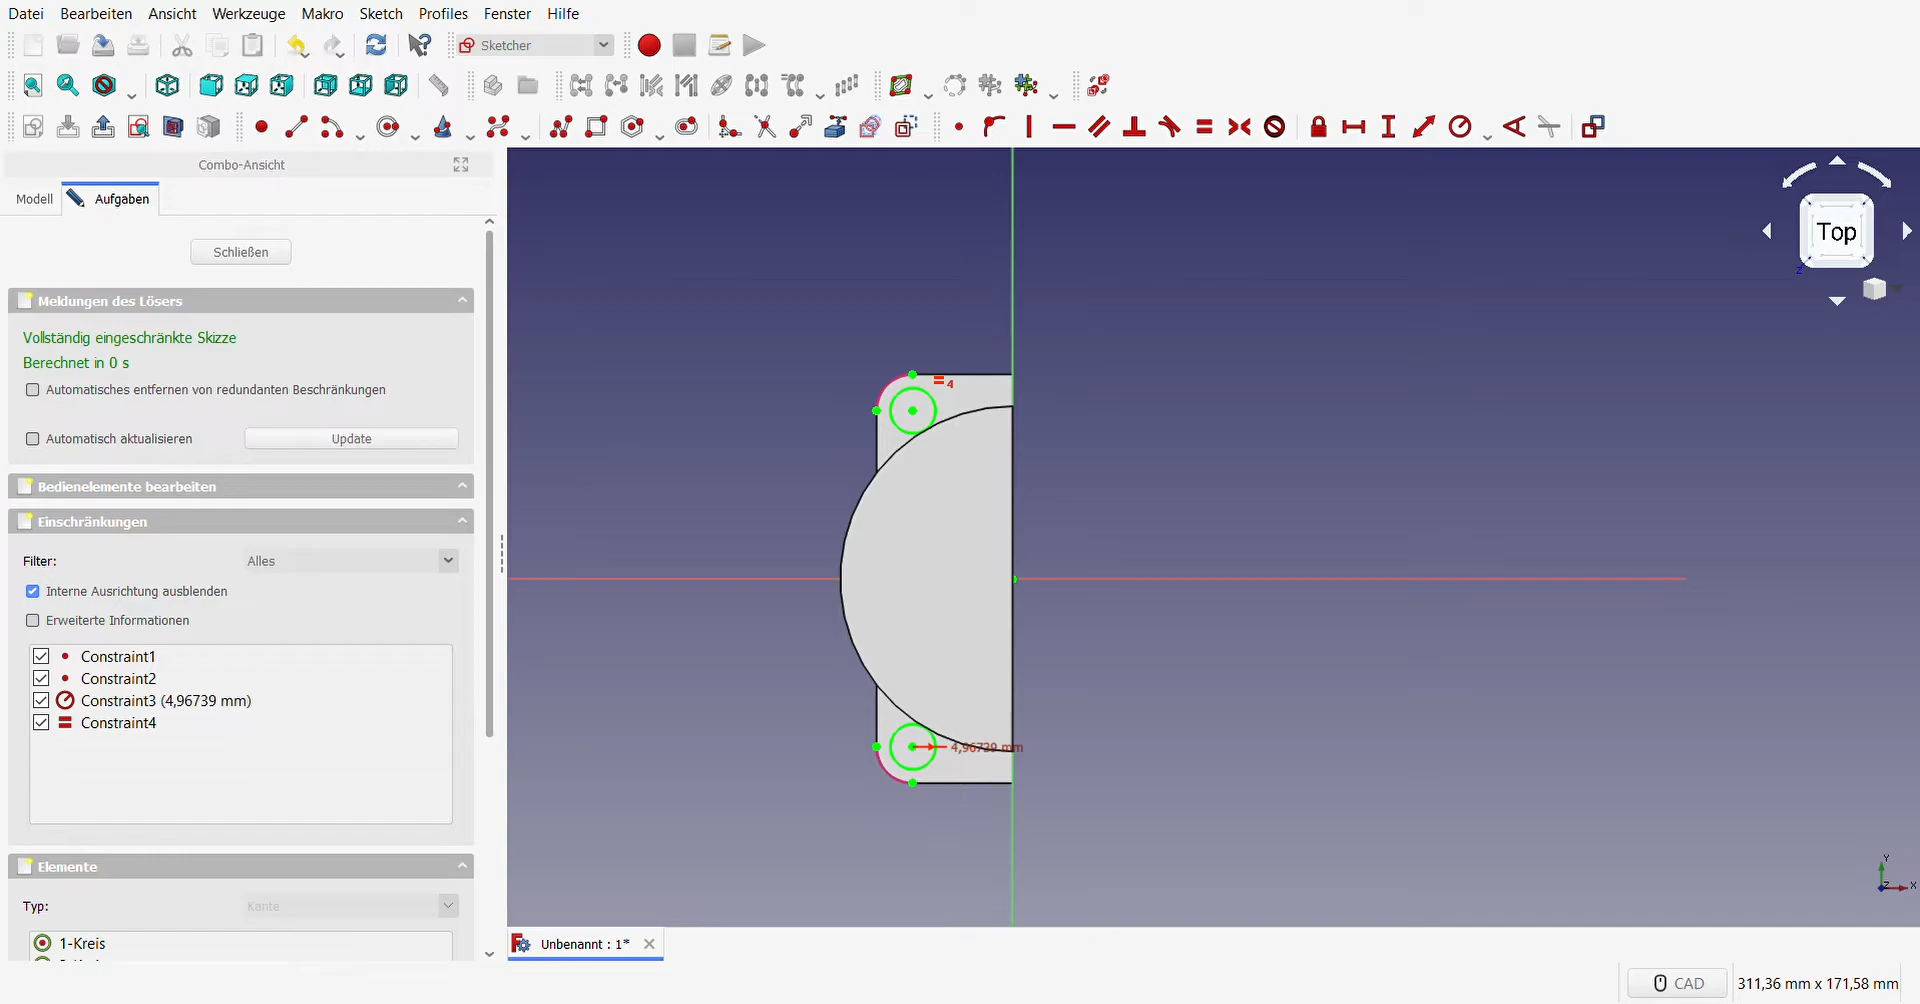 Datei Bearbeiten Ansicht Werkzeuge Makro Sketch Profiles Fenster Hilfe
Sketcher
Combo-Ansicht
Modell Aufgaben
Schließen
Meldungen des Lösers
Vollständig eingeschränkte Skizze
Berechnet in 0 s
Automatisches entfernen von redundanten Beschränkungen
Automatisch aktualisieren Update
Bedienelemente bearbeiten
Einschränkungen
Filter: Alles
Interne Ausrichtung ausblenden
Erweiterte Informationen
Constraint1
Constraint2
Constraint3 (4,96739 mm)
Constraint4
Elemente
Typ: Kante
1-Kreis
4
4,96739 mm
Top
Z
Y
Z
X
Unbenannt : 1*
CAD 311,36 mm x 171,58 mm